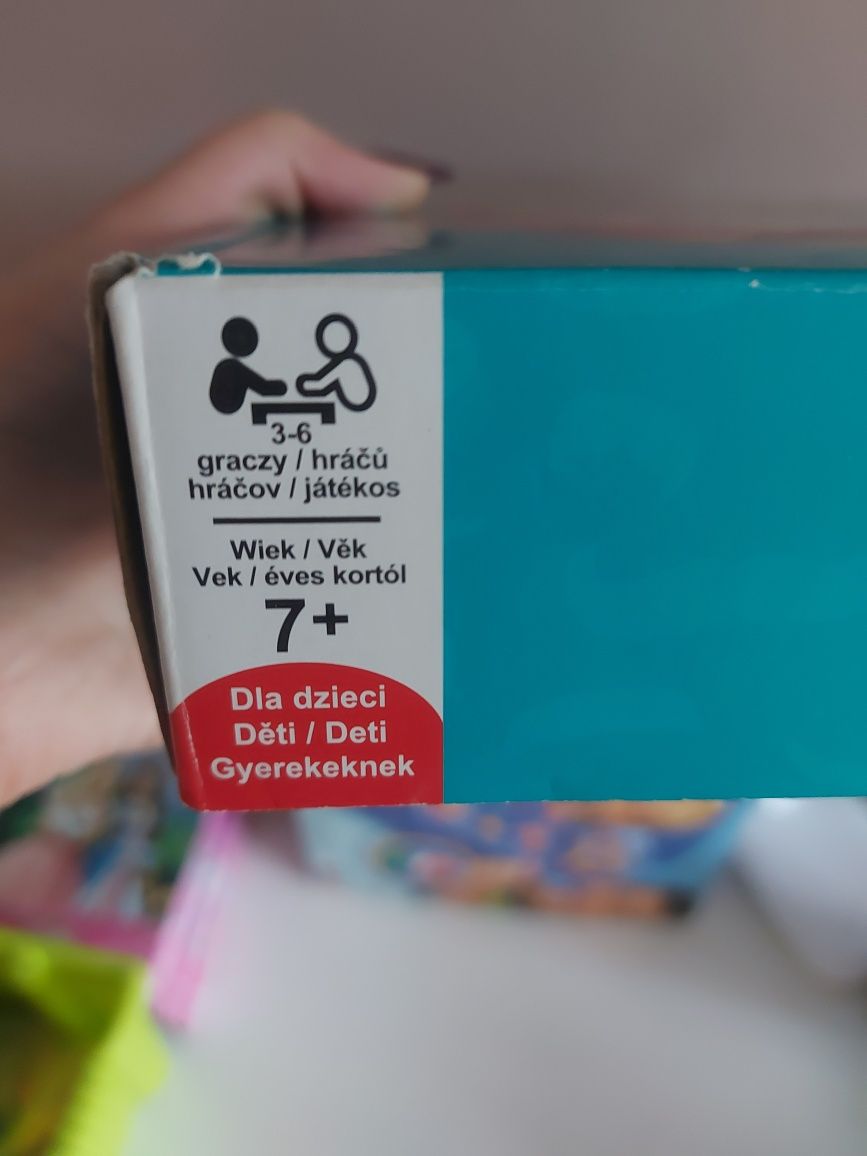 3-6
graczy / hráčů
hráčov / játékos
Wiek / Věk
Vek / éves kortól
7+
Dla dzieci
Děti / Deti
Gyerekeknek